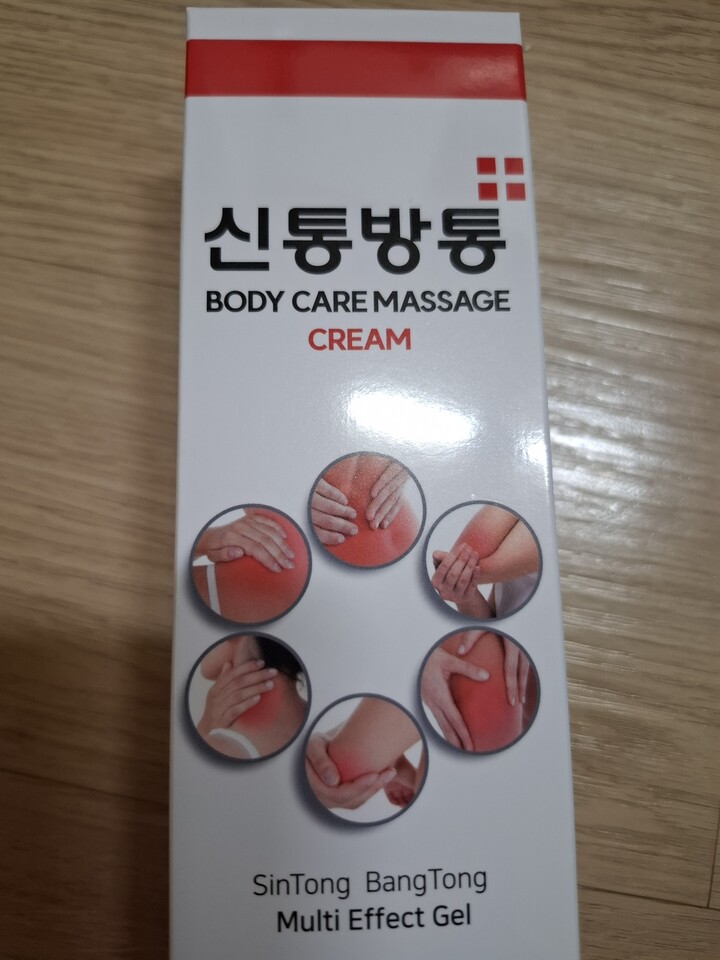 신통방통
BODY CARE MASSAGE
CREAM
SinTong BangTong
Multi Effect Gel